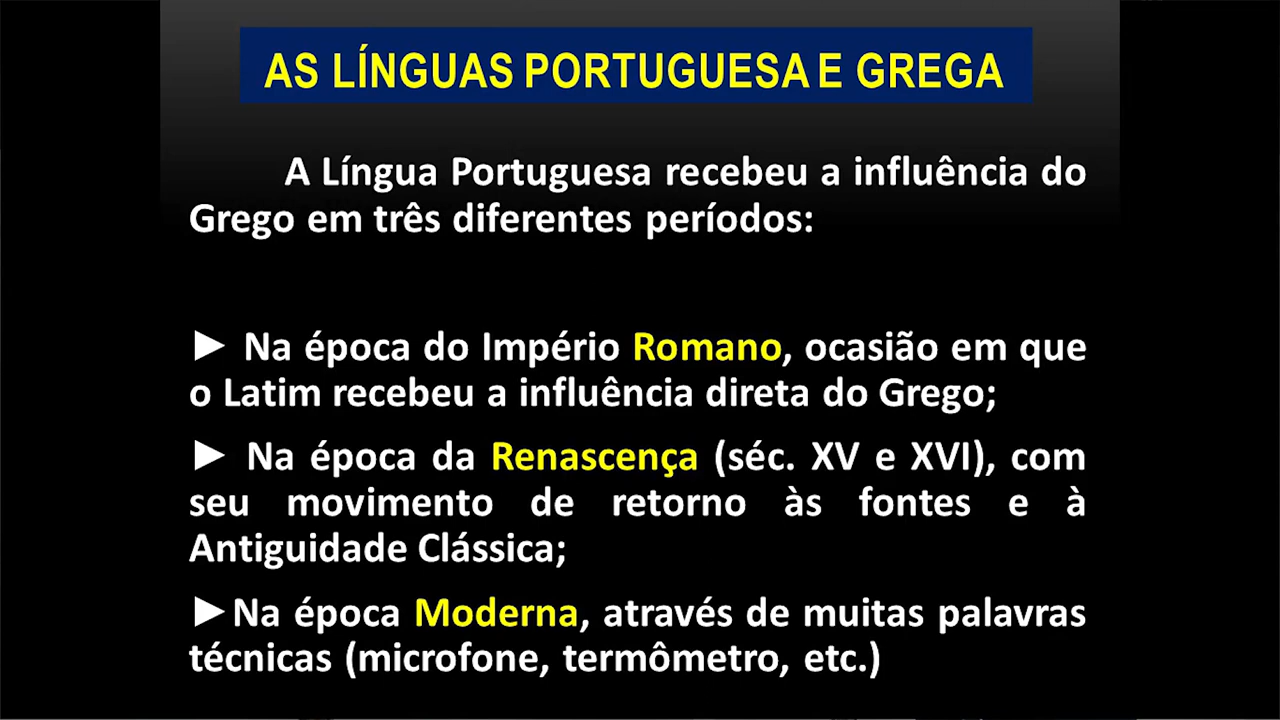 AS LÍNGUAS PORTUGUESA E GREGA
A Língua Portuguesa recebeu a influência do
Grego em três diferentes períodos:
► Na época do Império Romano, ocasião em que
o Latim recebeu a influência direta do Grego;
► Na época da Renascença (séc. XV e XVI), com
seu movimento de retorno às fontes e à
Antiguidade Clássica;
►Na época Moderna, através de muitas palavras
técnicas (microfone, termômetro, etc.)